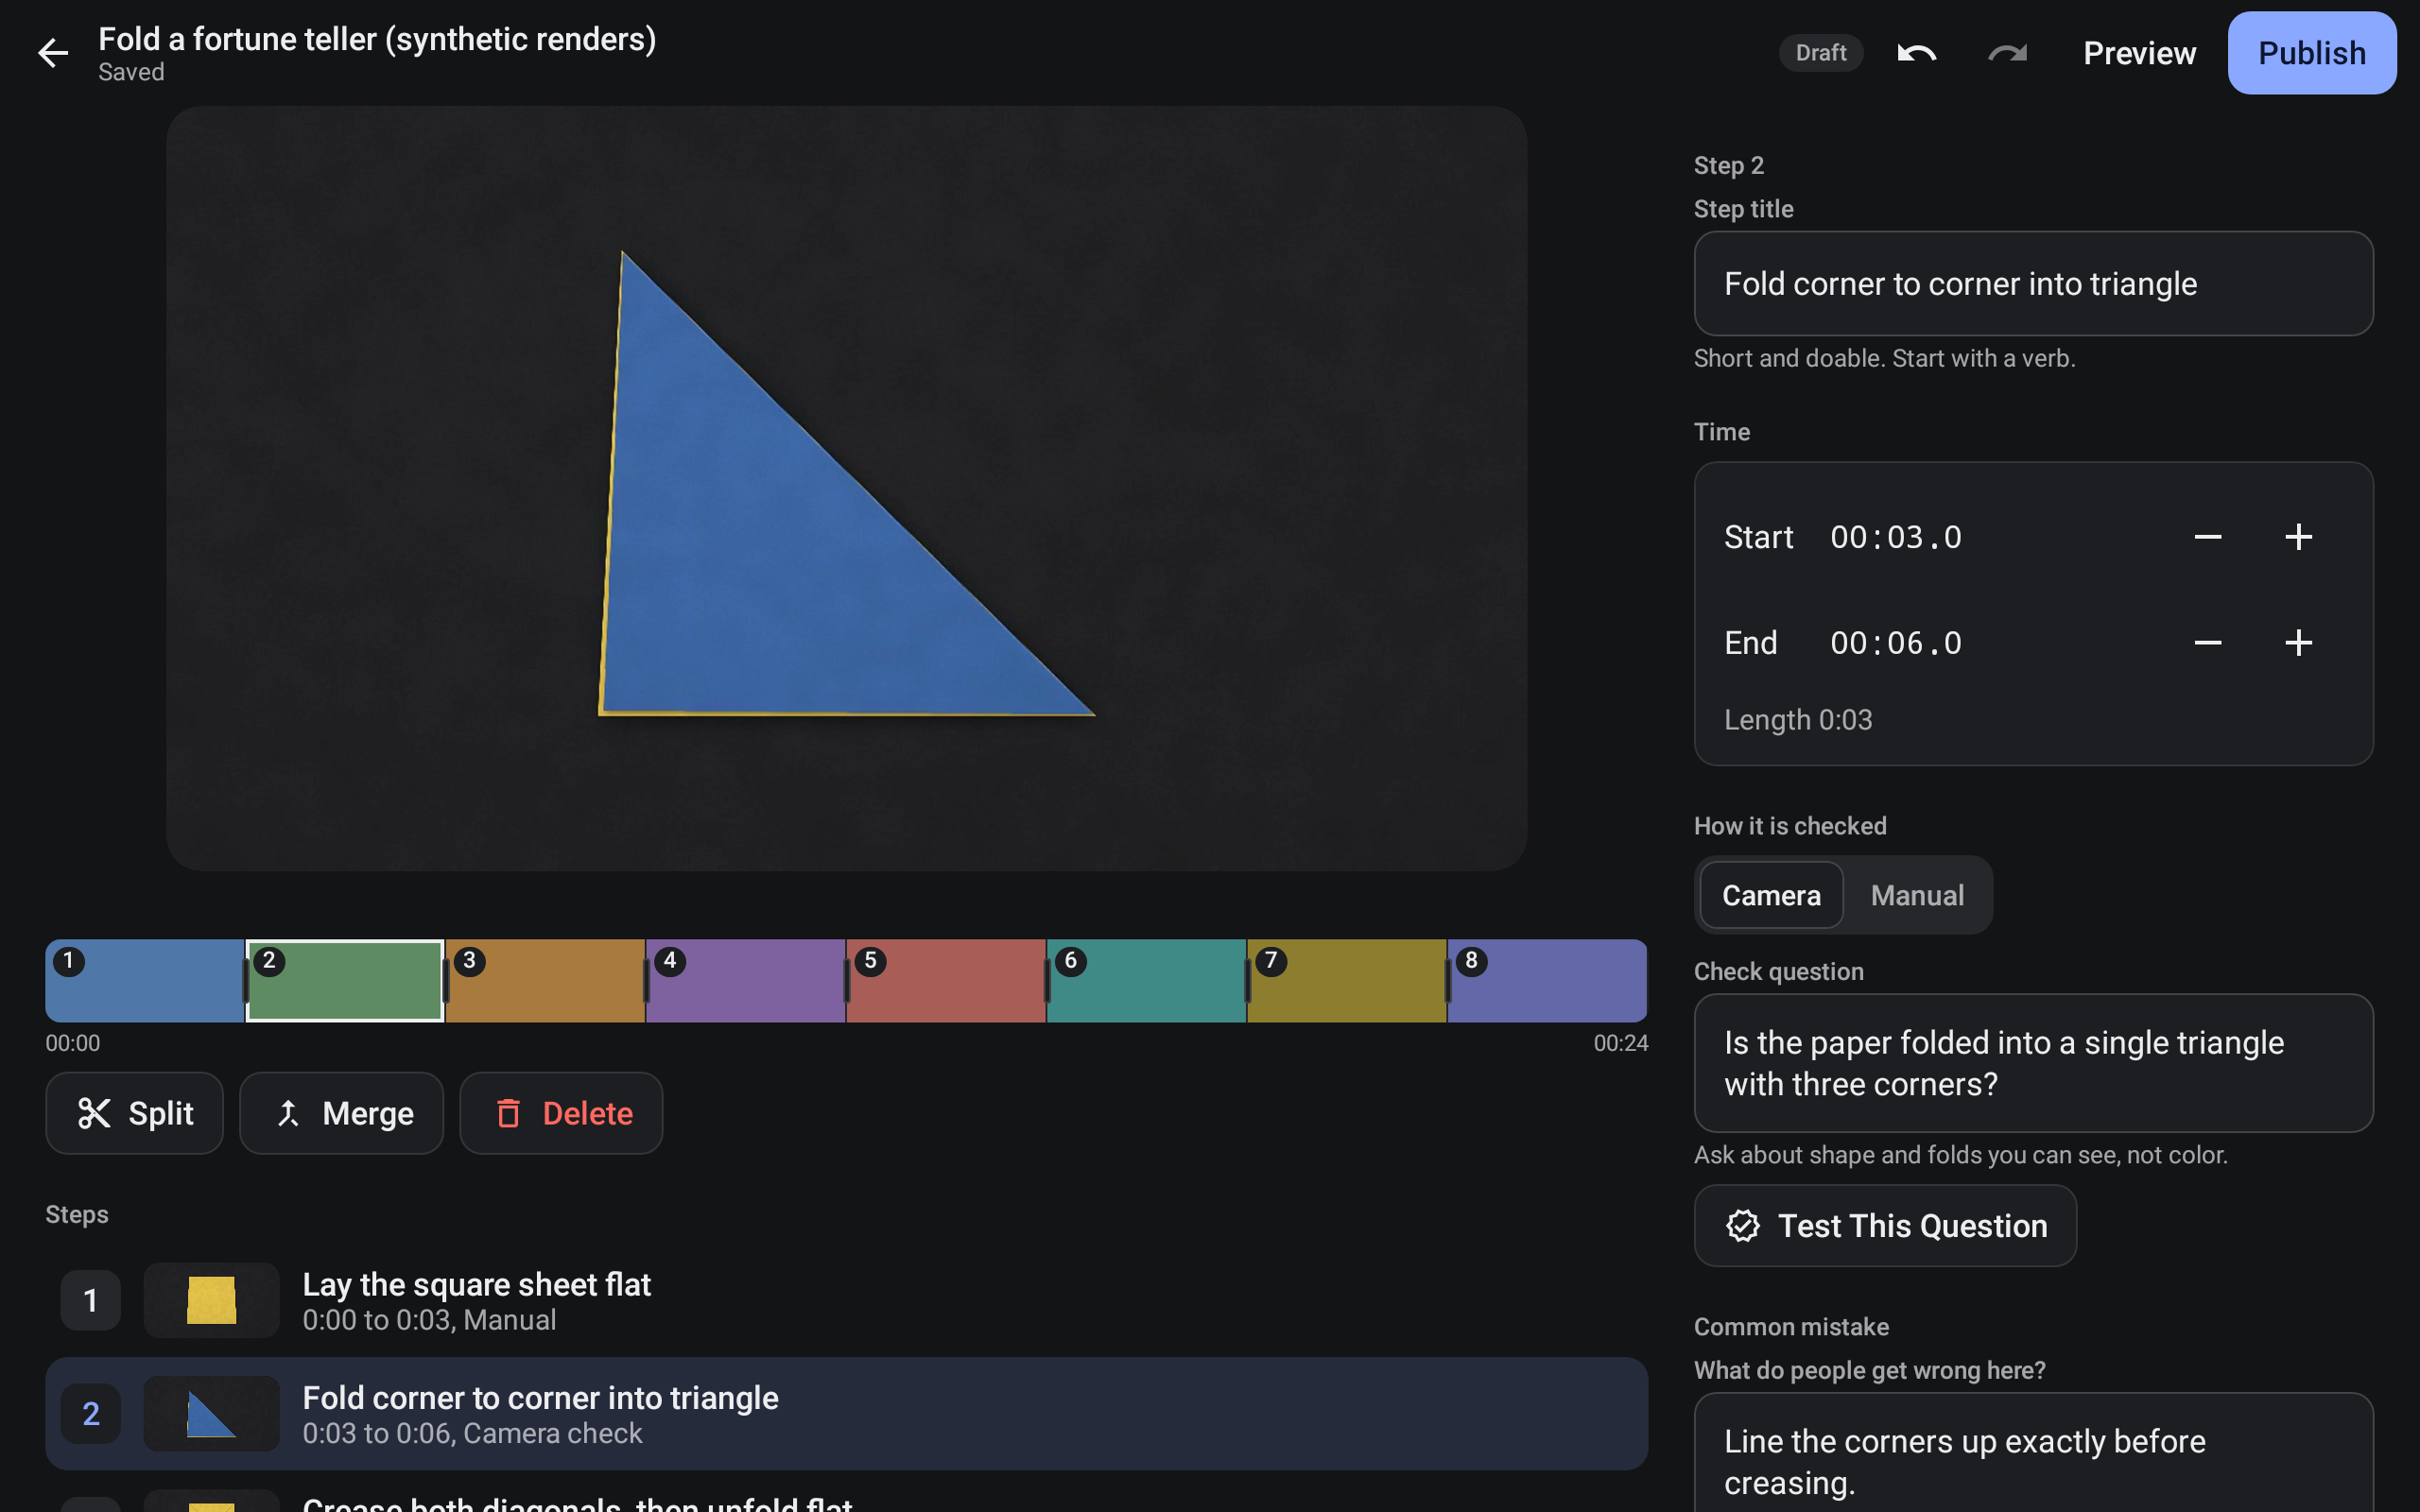 Fold a fortune teller (synthetic renders)
Saved
Draft
Preview
Publish
Step 2
Step title
Fold corner to corner into triangle
Short and doable. Start with a verb.
Time
Start 00:03.0
End 00:06.0
Length 0:03
How it is checked
Camera Manual
Check question
Is the paper folded into a single triangle
with three corners?
Ask about shape and folds you can see, not color.
Test This Question
Common mistake
What do people get wrong here?
Line the corners up exactly before
creasing.
1 2 3 4 5 6 7 8
00:00 00:24
Split Merge Delete
Steps
1
Lay the square sheet flat
0:00 to 0:03, Manual
2
Fold corner to corner into triangle
0:03 to 0:06, Camera check
Crease both diagonals, then unfold flat